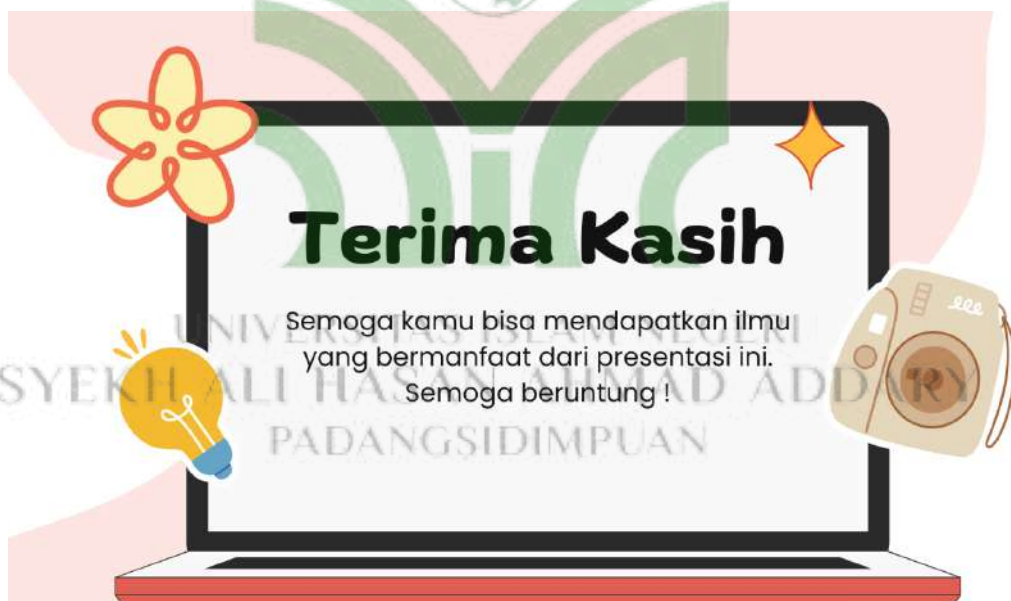 Terima Kasih
Semoga kamu bisa mendapatkan ilmu
yang bermanfaat dari presentasi ini.
Semoga beruntung !
UNIVERSITAS ISLAM NEGERI
SYEKH ALI HASAN AHMAD ADDARY
PADANGSIDIMPUAN